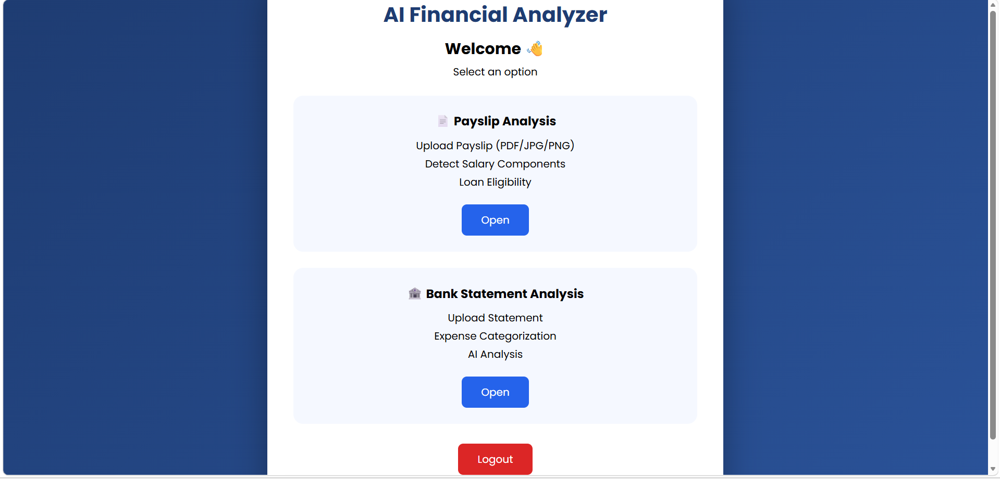 AI Financial Analyzer
Welcome 👋
Select an option
Payslip Analysis
Upload Payslip (PDF/JPG/PNG)
Detect Salary Components
Loan Eligibility
Open
Bank Statement Analysis
Upload Statement
Expense Categorization
AI Analysis
Open
Logout